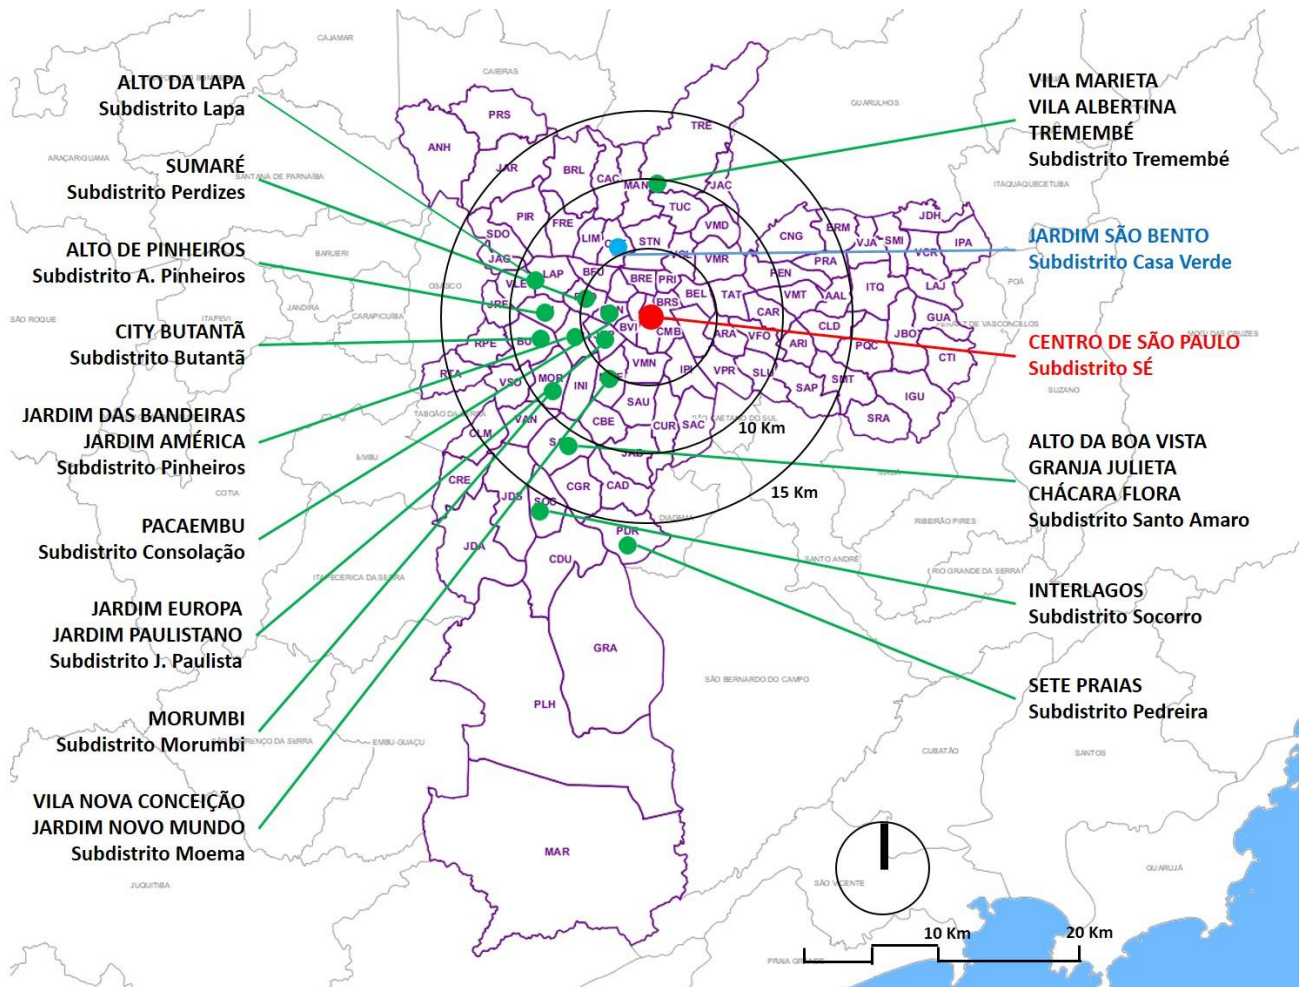 ALTO DA LAPA
Subdistrito Lapa
SUMARÉ
Subdistrito Perdizes
ALTO DE PINHEIROS
Subdistrito A. Pinheiros
CITY BUTANTÃ
Subdistrito Butantã
JARDIM DAS BANDEIRAS
JARDIM AMÉRICA
Subdistrito Pinheiros
PACAEMBU
Subdistrito Consolação
JARDIM EUROPA
JARDIM PAULISTANO
Subdistrito J. Paulista
MORUMBI
Subdistrito Morumbi
VILA NOVA CONCEIÇÃO
JARDIM NOVO MUNDO
Subdistrito Moema
VILA MARIETA
VILA ALBERTINA
TREMEMBÉ
Subdistrito Tremembé
JARDIM SÃO BENTO
Subdistrito Casa Verde
CENTRO DE SÃO PAULO
Subdistrito SÉ
ALTO DA BOA VISTA
GRANJA JULIETA
CHÁCARA FLORA
Subdistrito Santo Amaro
INTERLAGOS
Subdistrito Socorro
SETE PRAIAS
Subdistrito Pedreira
10 Km
15 Km
10 Km
20 Km
CAJAMAR
CAIEIRAS
GUARULHOS
ARAÇARIGUAMA
SANTANA DE PARNAÍBA
ITAQUAQUECETUBA
BARUERI
OSASCO
JANDIRA
ITAPEVI
CARAPICUÍBA
SÃO ROQUE
POÁ
MOGI DAS CRUZES
SUZANO
EMBU
COTIA
DIADEMA
RIBEIRÃO PIRES
SANTO ANDRÉ
RIO GRANDE DA SERRA
ITAPECERICA DA SERRA
SÃO BERNARDO DO CAMPO
EMBU-GUAÇU
CUBATÃO
SANTOS
JUQUITIBA
SÃO VICENTE
GUARUJÁ
PRAIA GRANDE
PRS
ANH
TRE
JAR
BRL
CAC
MAN
JAC
TUC
PIR
FRE
VMD
SDO
LIM
STN
CNG
ERM
JDH
VJA
SMI
IPA
VCR
JAG
LAP
VMR
PRA
PEN
BRE
PRI
BEL
TAT
VMT
AAL
ITQ
LAJ
BRS
CAR
GUA
BVI
CMB
ARA
VFO
CLD
ARI
PQC
JBO
CTI
RPE
VMN
IPI
VPR
SLU
SAP
SMT
IGU
RTA
VSO
MOR
INI
SAU
VAN
CBE
CUR
SAC
SRA
CLM
JAB
CRE
CGR
CAD
JDS
SOC
PDR
JDA
CDU
GRA
PLH
MAR